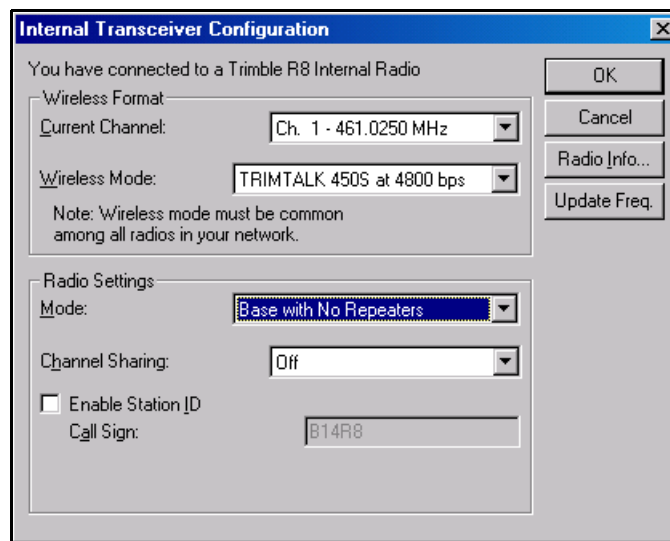 Internal Transceiver Configuration
You have connected to a Trimble R8 Internal Radio
Wireless Format
Current Channel: Ch. 1 - 461.0250 MHz
Wireless Mode: TRIMTALK 450S at 4800 bps
Note: Wireless mode must be common
among all radios in your network.
Radio Settings
Mode: Base with No Repeaters
Channel Sharing: Off
Enable Station ID
Call Sign: B14R8
OK
Cancel
Radio Info...
Update Freq.